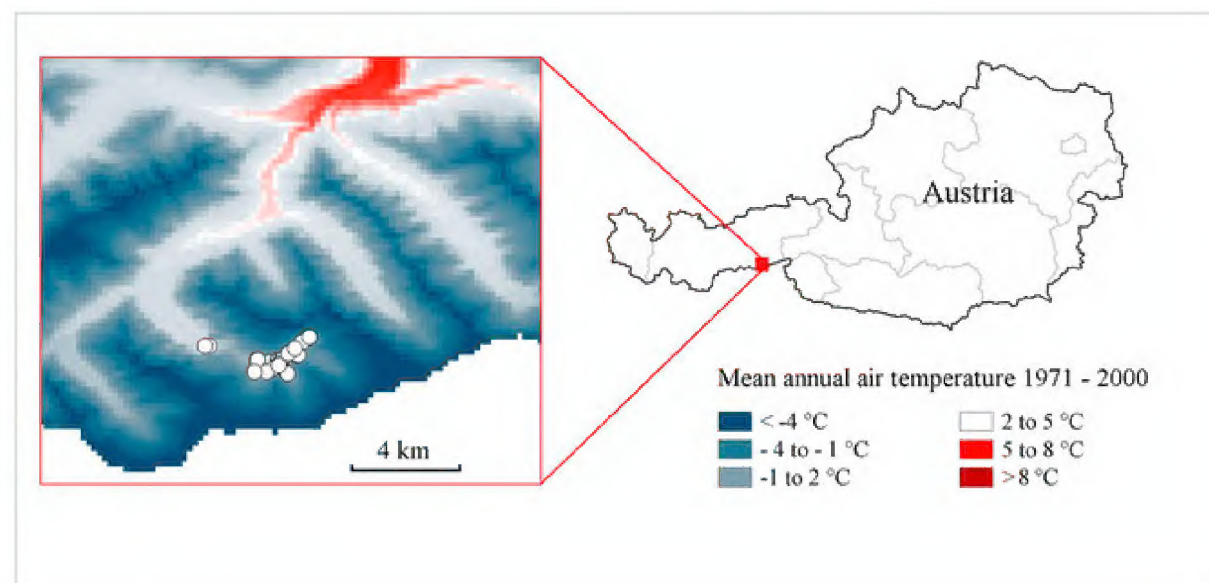 Austria
Mean annual air temperature 1971 - 2000
< -4 °C
- 4 to - 1 °C
-1 to 2 °C
2 to 5 °C
5 to 8 °C
>8 °C
4 km